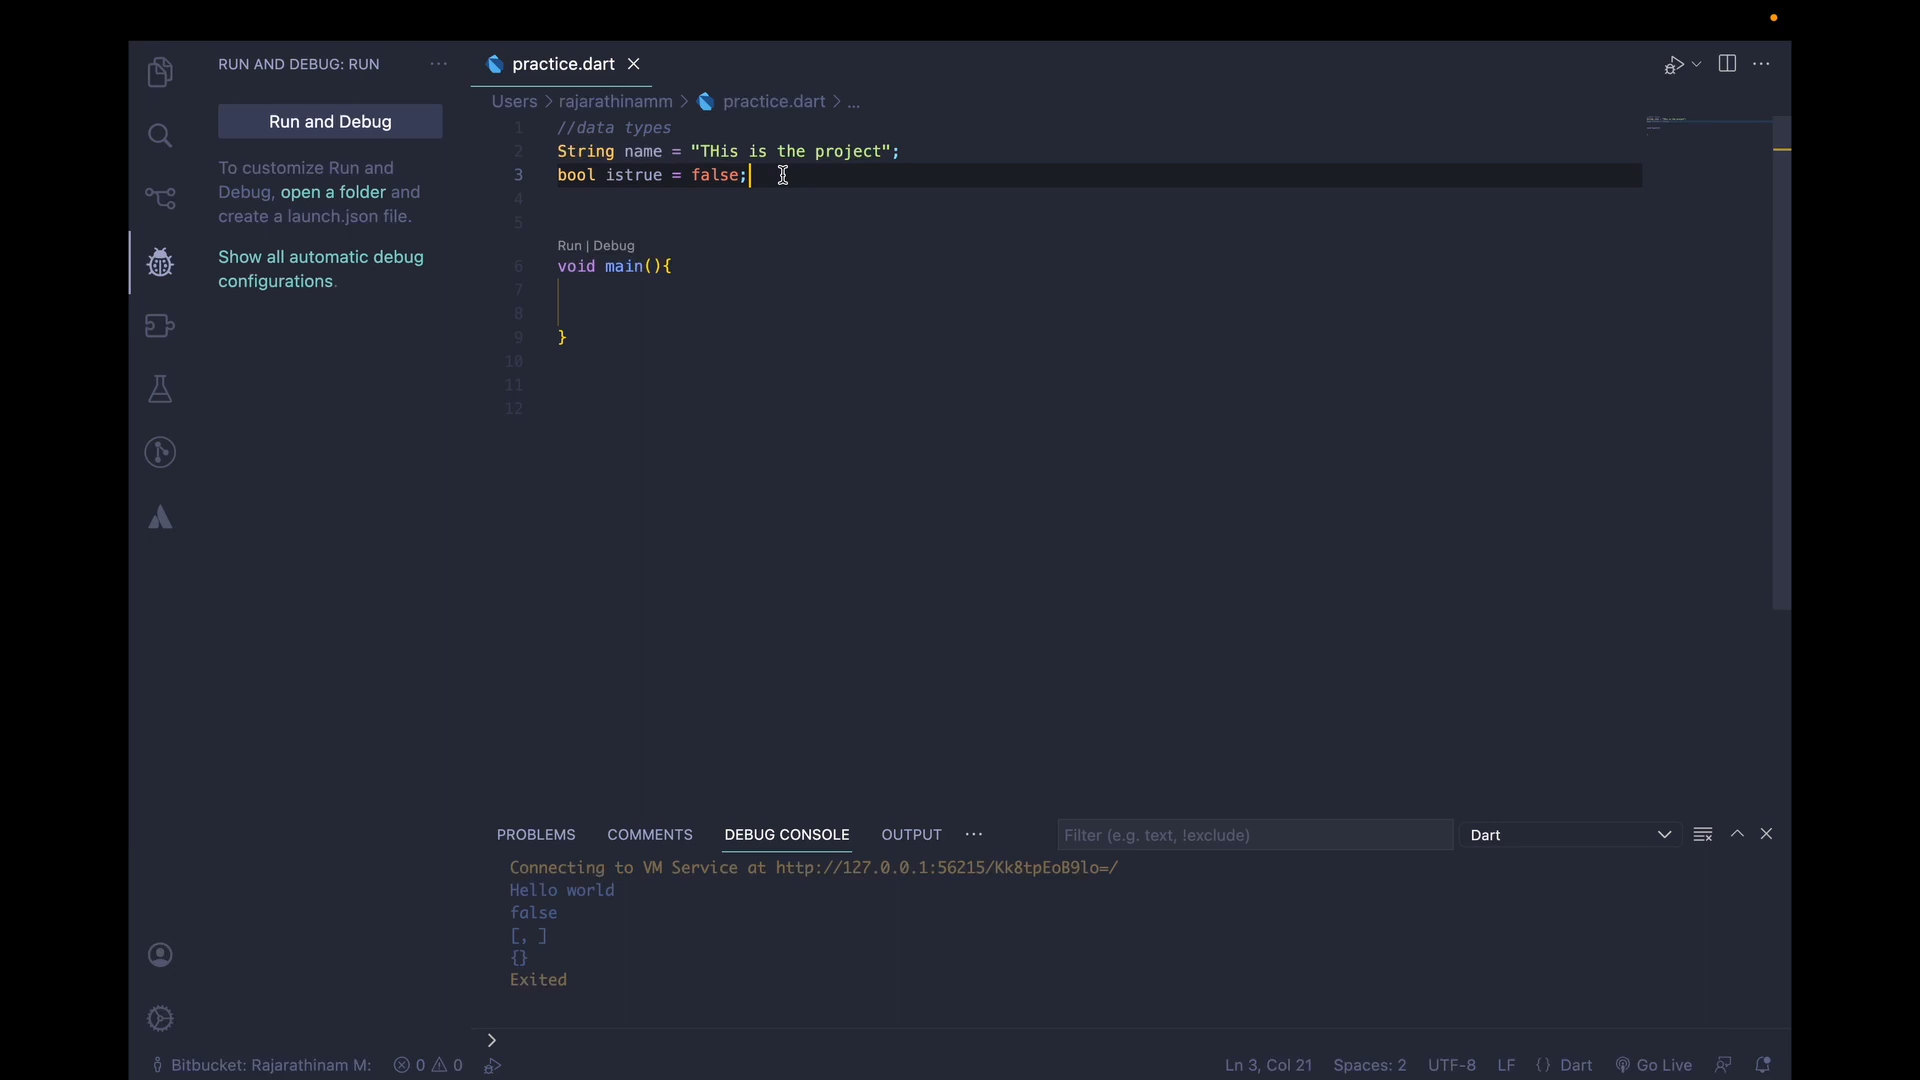 RUN AND DEBUG: RUN
Run and Debug
To customize Run and
Debug, open a folder and
create a launch.json file.
Show all automatic debug
configurations.
practice.dart
Users > rajarathinamm > practice.dart > ...
1 //data types
2 String name = "THis is the project";
3 bool istrue = false;
4
5
Run | Debug
6 void main(){
7
8
9 }
10
11
12
PROBLEMS COMMENTS DEBUG CONSOLE OUTPUT
Filter (e.g. text, !exclude)
Dart
Connecting to VM Service at http://127.0.0.1:56215/Kk8tpEoB9lo=/
Hello world
false
[, ]
{}
Exited
>
Bitbucket: Rajarathinam M: 0 0
Ln 3, Col 21 Spaces: 2 UTF-8 LF {} Dart Go Live